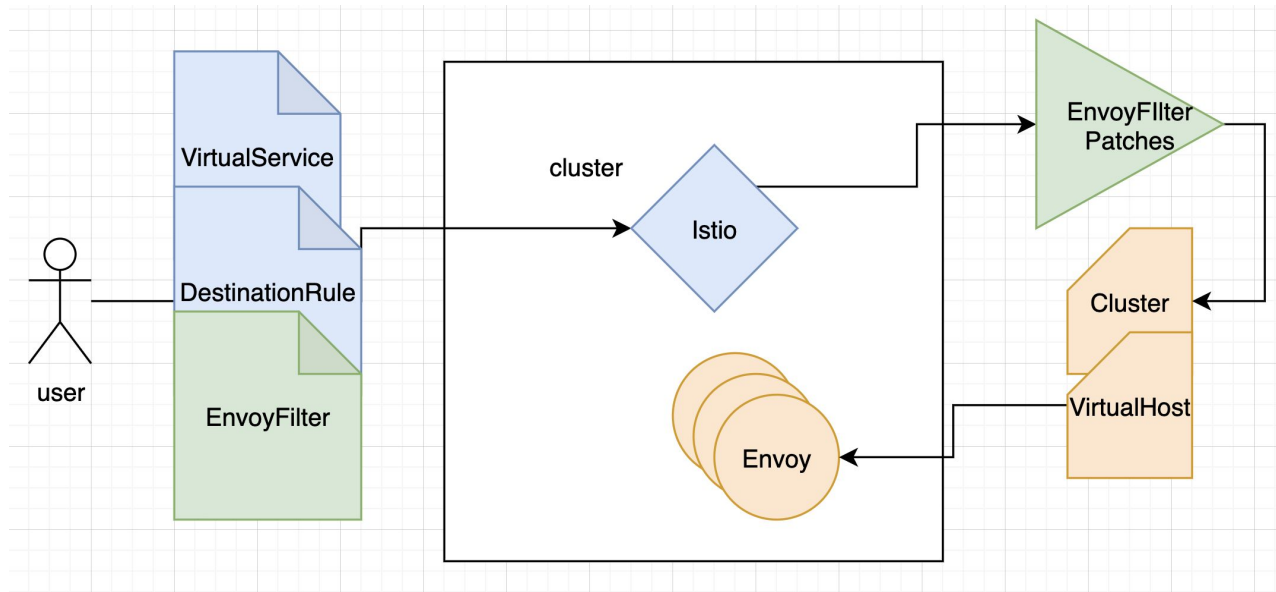 VirtualService
DestinationRule
EnvoyFilter
user
cluster
Istio
Envoy
EnvoyFIlter
Patches
Cluster
VirtualHost